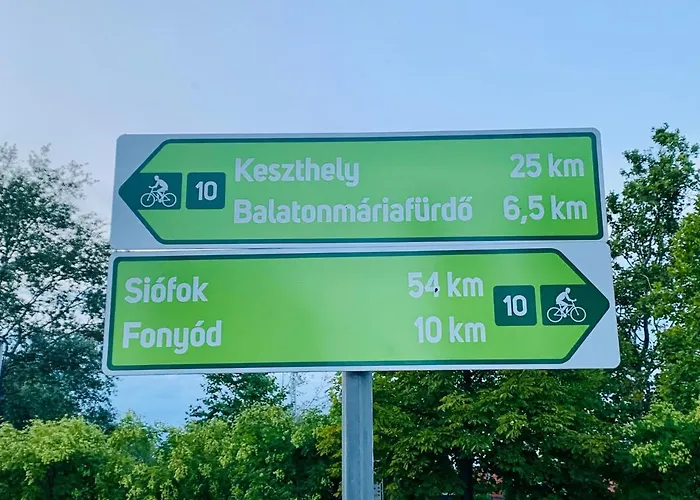 10 Keszthely 25 km
Balatonmáriafürdő 6,5 km
Siófok 54 km 10
Fonyód 10 km